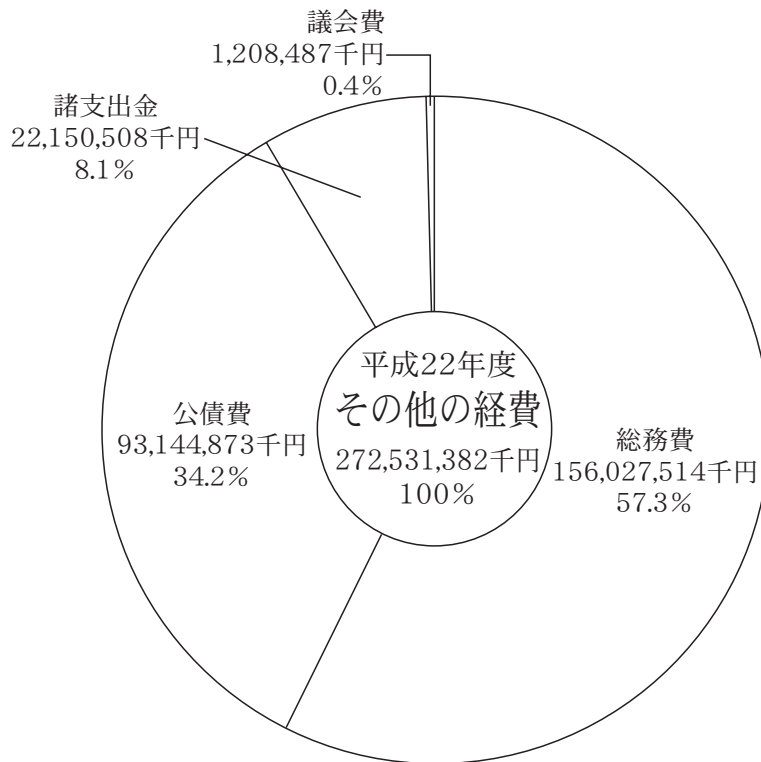 議会費
1,208,487千円
0.4%
諸支出金
22,150,508千円
8.1%
平成22年度
その他の経費
272,531,382千円
100%
公債費
93,144,873千円
34.2%
総務費
156,027,514千円
57.3%